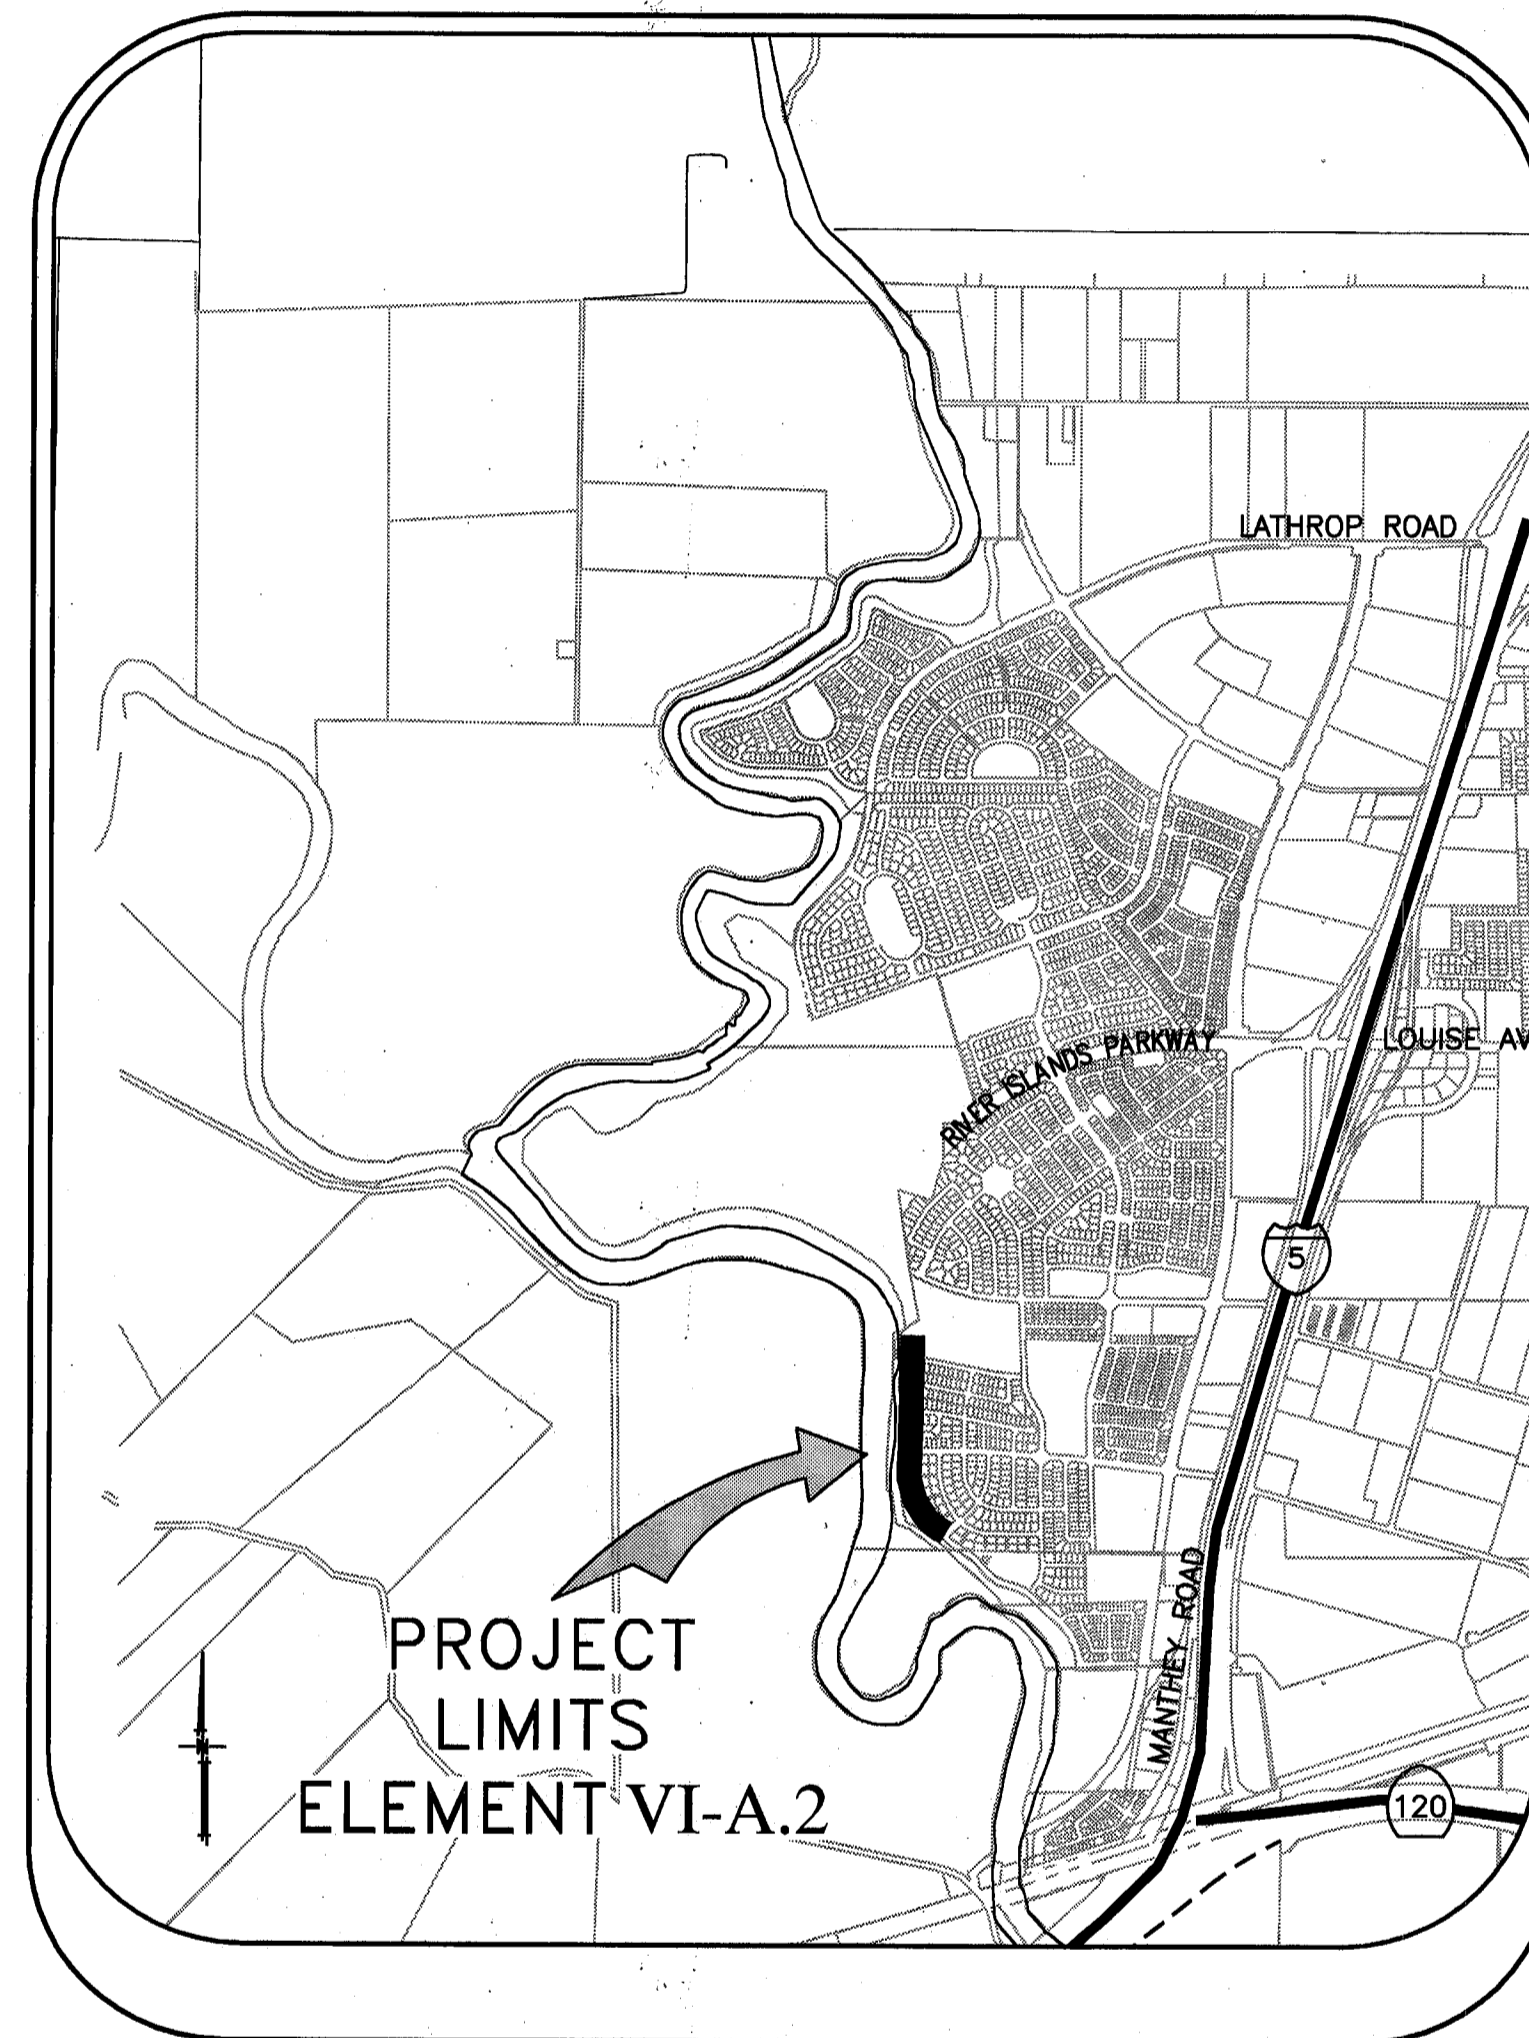 LATHROP ROAD
LOUISE AV
RIVER ISLANDS PARKWAY
5
MANTHEY ROAD
PROJECT
LIMITS
ELEMENT VI-A.2
N
120